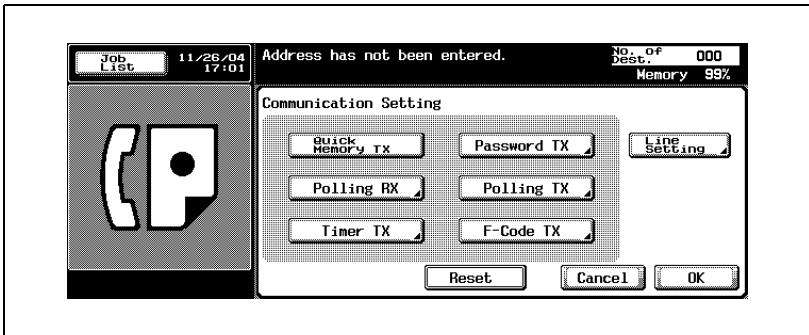 Job
List
11/26/04
17:01
Address has not been entered.
No. of
Dest.
000
Memory 99%
Communication Setting
Quick
Memory TX
Password TX
Line
Setting
Polling RX
Polling TX
Timer TX
F-Code TX
Reset
Cancel
OK